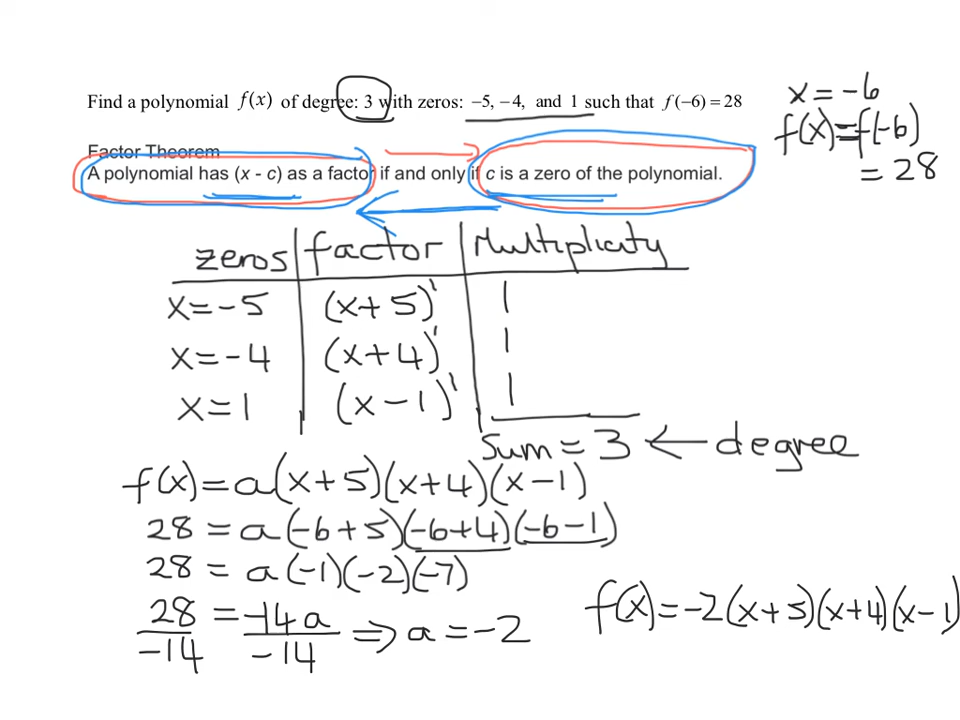 Find a polynomial f(x) of degree: 3 with zeros: −5, −4, and 1 such that f(−6) = 28
x = -6
f(x) = f(-6)
= 28
Factor Theorem
A polynomial has (x - c) as a factor if and only if c is a zero of the polynomial.
zeros factor Multiplicity
x = -5 (x+5)¹ 1
x = -4 (x+4)¹ 1
x = 1 (x-1)¹ 1
Sum = 3 ← degree
f(x) = a(x+5)(x+4)(x-1)
28 = a(-6+5)(-6+4)(-6-1)
28 = a(-1)(-2)(-7)
28 = -14a
-14 -14
⇒ a = -2
f(x) = -2(x+5)(x+4)(x-1)